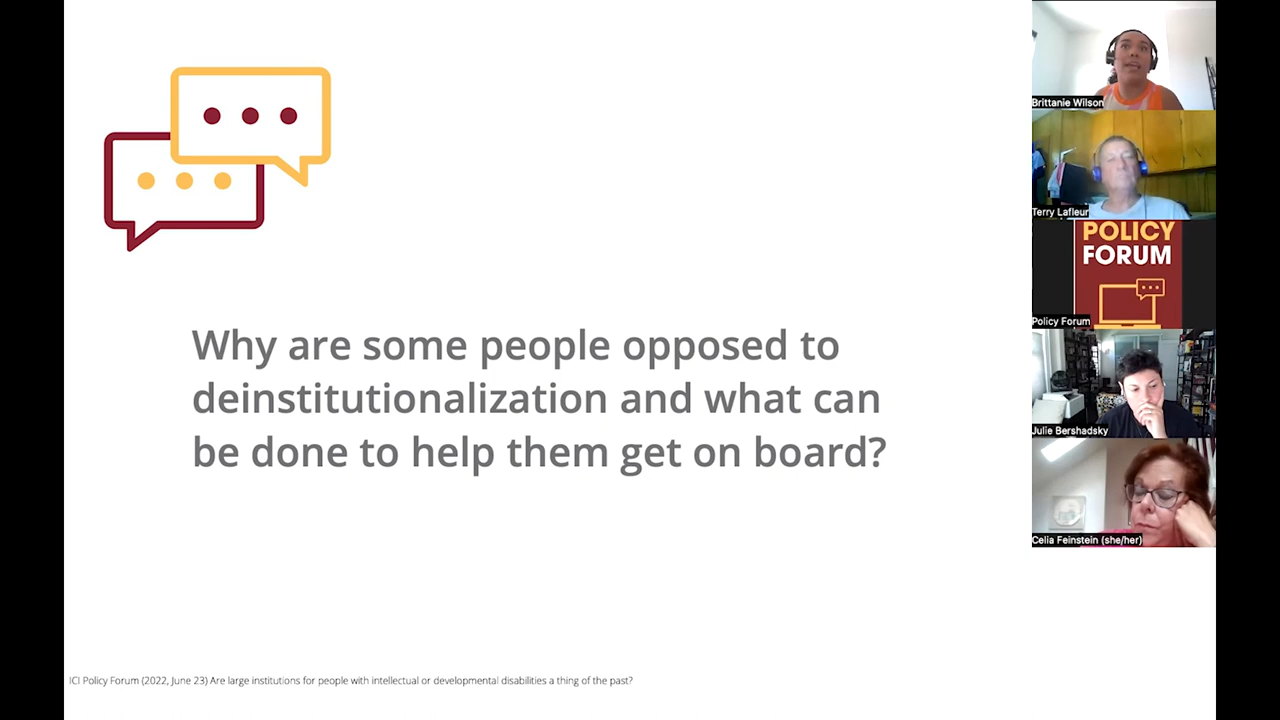 Why are some people opposed to
deinstitutionalization and what can
be done to help them get on board?
ICI Policy Forum (2022, June 23) Are large institutions for people with intellectual or developmental disabilities a thing of the past?
Brittanie Wilson
Terry Lafleur
POLICY
FORUM
Policy Forum
Julie Bershadsky
Celia Feinstein (she/her)